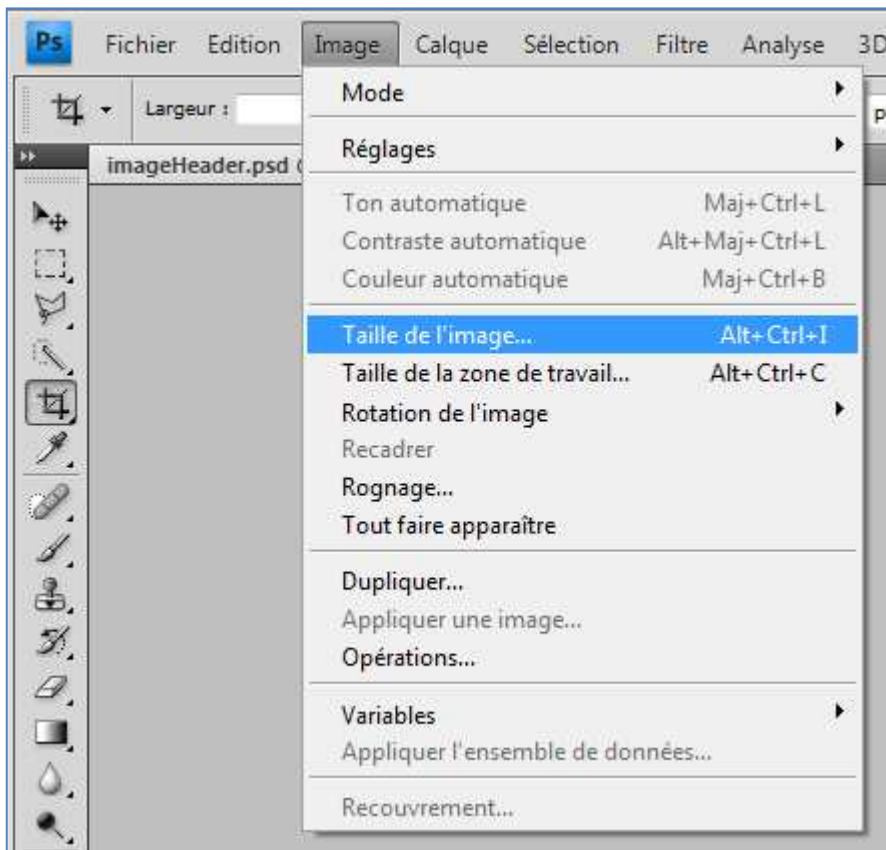 Ps Fichier Edition Image Calque Sélection Filtre Analyse 3D
Largeur :
imageHeader.psd
Mode
Réglages
Ton automatique Maj+Ctrl+L
Contraste automatique Alt+Maj+Ctrl+L
Couleur automatique Maj+Ctrl+B
Taille de l'image... Alt+Ctrl+I
Taille de la zone de travail... Alt+Ctrl+C
Rotation de l'image
Recadrer
Rognage...
Tout faire apparaître
Dupliquer...
Appliquer une image...
Opérations...
Variables
Appliquer l'ensemble de données...
Recouvrement...